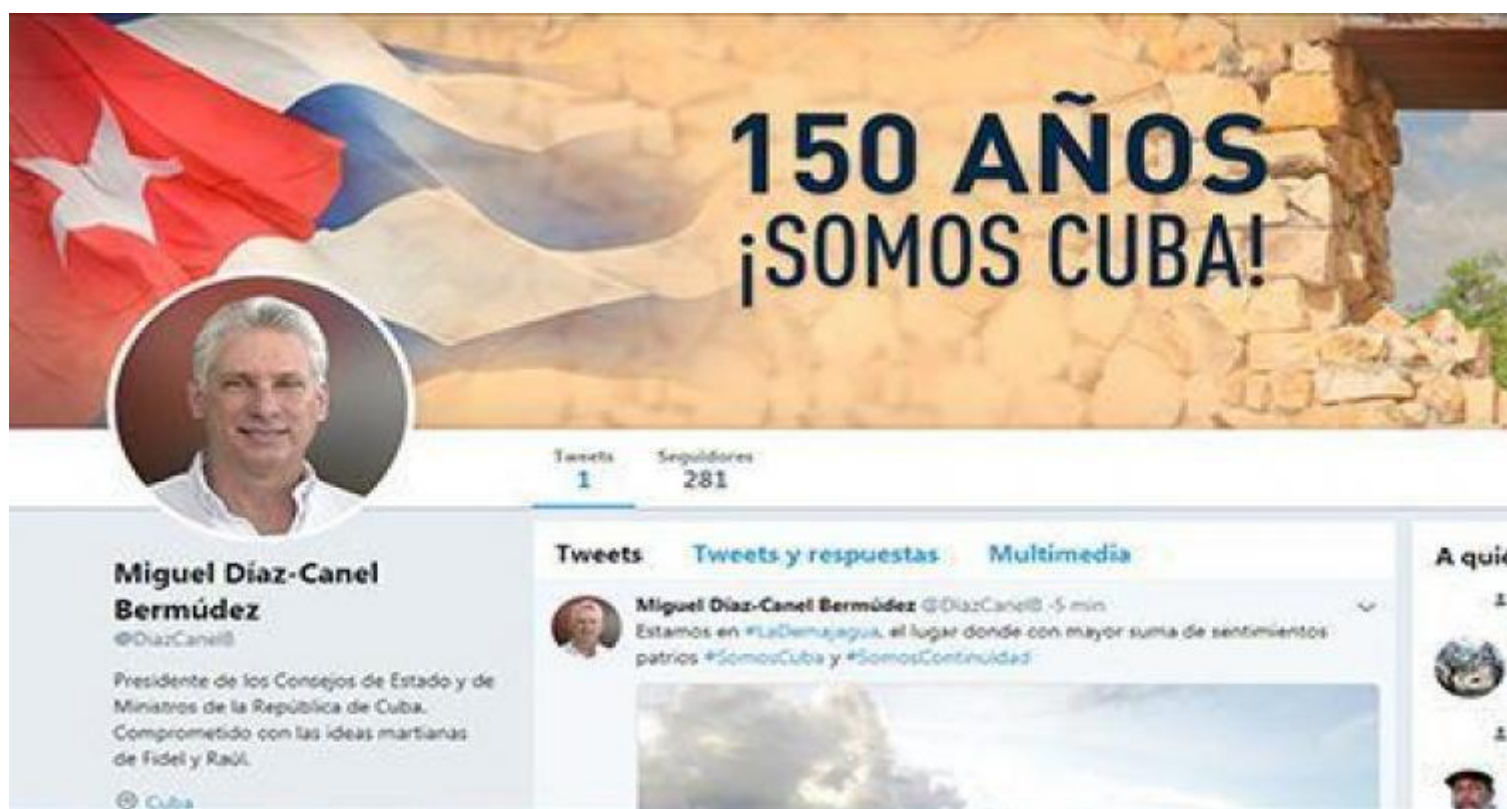 150 AÑOS
¡SOMOS CUBA!
Tweets
1
Seguidores
281
Miguel Díaz-Canel
Bermúdez
@DiazCanelB
Presidente de los Consejos de Estado y de
Ministros de la República de Cuba.
Comprometido con las ideas martianas
de Fidel y Raúl.
Cuba
Tweets Tweets y respuestas Multimedia
Miguel Díaz-Canel Bermúdez @DiazCanelB -5 min
Estamos en #LaDemajagua, el lugar donde con mayor suma de sentimientos
patrios #SomosCuba y #SomosContinuidad
A quié